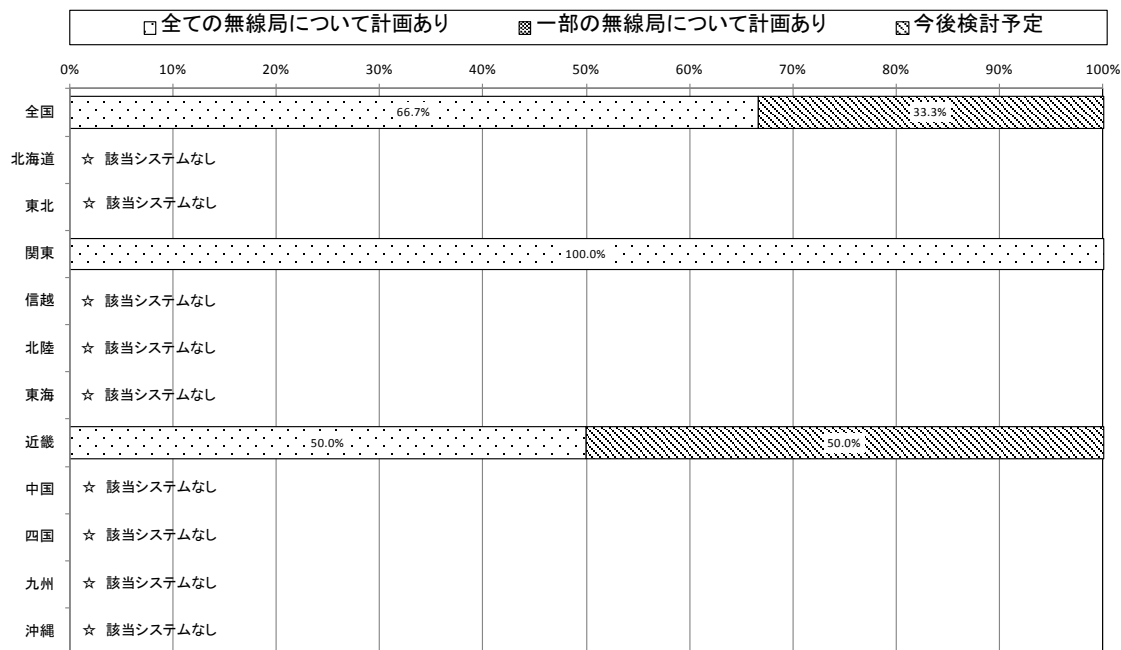 全ての無線局について計画あり 一部の無線局について計画あり 今後検討予定
0% 10% 20% 30% 40% 50% 60% 70% 80% 90% 100%
全国 66.7% 33.3%
北海道 ☆ 該当システムなし
東北 ☆ 該当システムなし
関東 100.0%
信越 ☆ 該当システムなし
北陸 ☆ 該当システムなし
東海 ☆ 該当システムなし
近畿 50.0% 50.0%
中国 ☆ 該当システムなし
四国 ☆ 該当システムなし
九州 ☆ 該当システムなし
沖縄 ☆ 該当システムなし